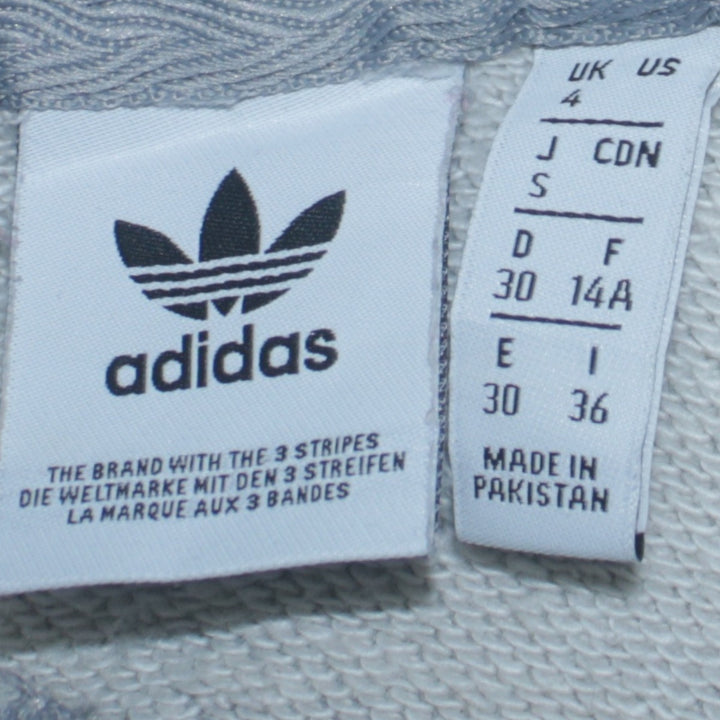 adidas
THE BRAND WITH THE 3 STRIPES
DIE WELTMARKE MIT DEN 3 STREIFEN
LA MARQUE AUX 3 BANDES
UK US
4
J CDN
S
D F
30 14A
E I
30 36
MADE IN
PAKISTAN